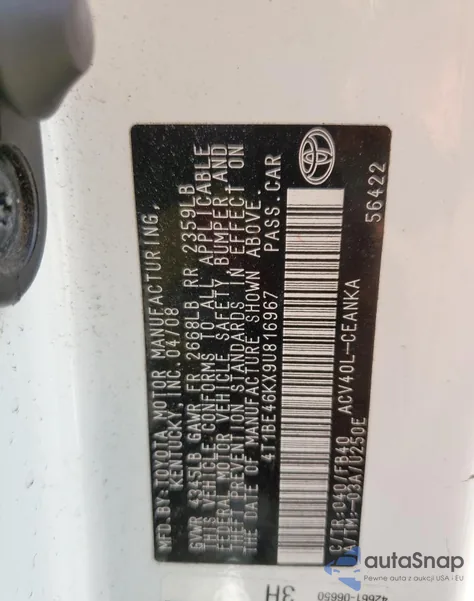 MFD. BY: TOYOTA MOTOR MANUFACTURING,
KENTUCKY, INC. 04/08
GVWR 4355LB GAWR FR 2668LB RR 2359LB
THIS VEHICLE CONFORMS TO ALL APPLICABLE
FEDERAL MOTOR VEHICLE SAFETY BUMPER AND
THEFT PREVENTION STANDARDS IN EFFECT ON
THE DATE OF MANUFACTURE SHOWN ABOVE.
4T1BE46KX9U816967 PASS.CAR
C/TR:040/FB40 ACV40L-CEANKA
A/TM:-03A/U250E 56422
42661-06650
3H
autaSnap
Pewne auta z aukcji USA i EU